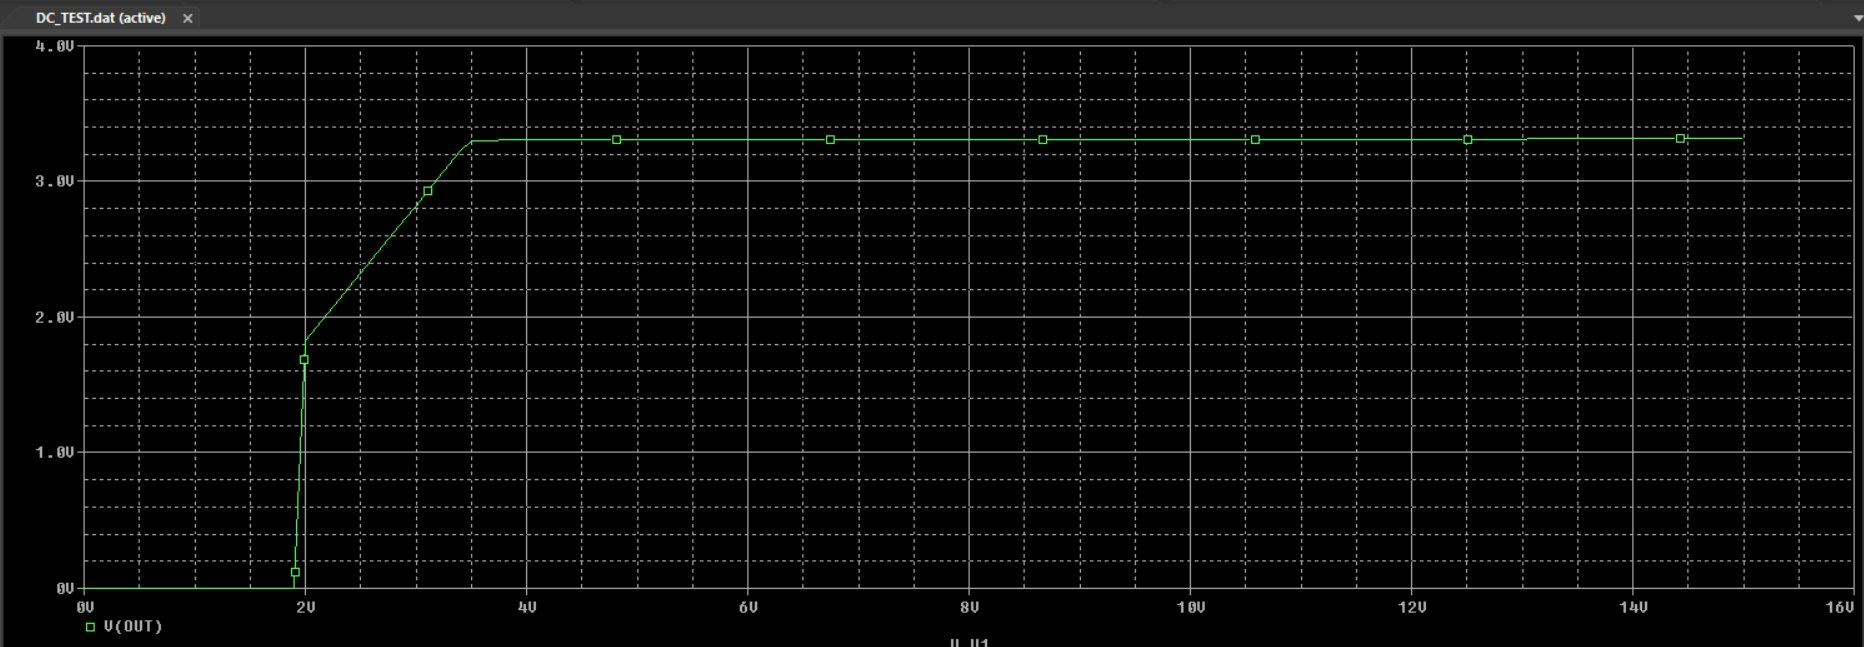 DC_TEST.dat (active)
4.0V
3.0V
2.0V
1.0V
0V
0V 2V 4V 6V 8V 10V 12V 14V 16V
V(OUT)